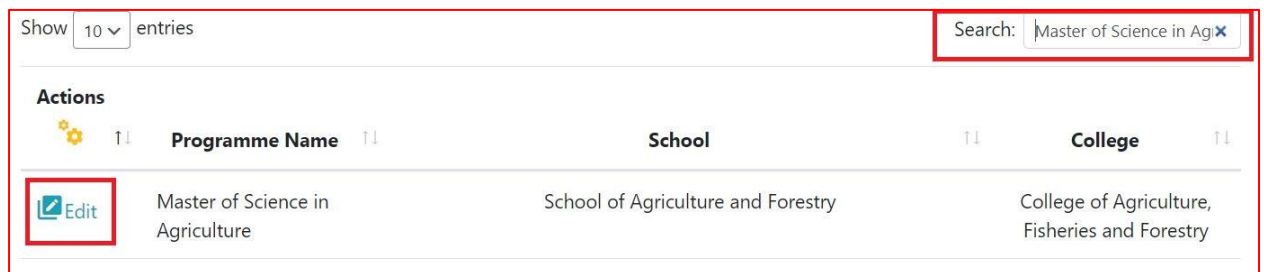 Show 10 entries Search: Master of Science in Agr
Actions
Programme Name School College
Edit Master of Science in School of Agriculture and Forestry College of Agriculture,
Agriculture Fisheries and Forestry